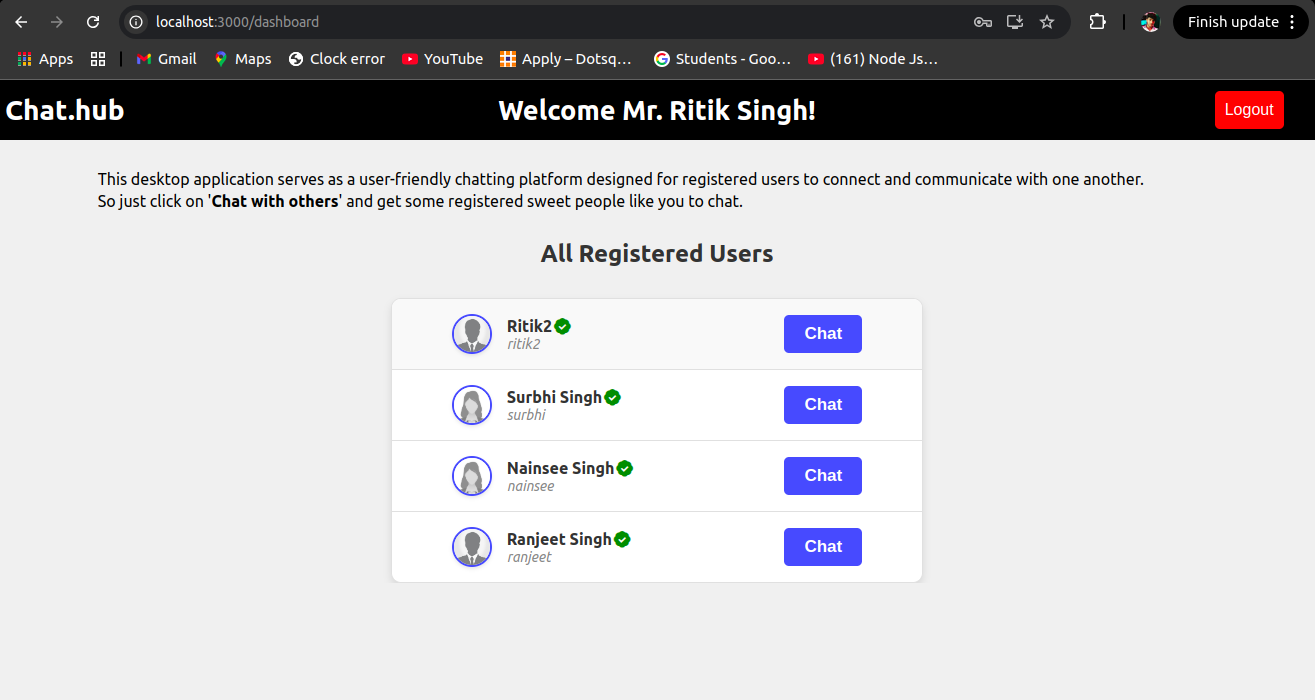 localhost:3000/dashboard
Finish update
Apps Gmail Maps Clock error YouTube Apply – Dotsq... Students - Goo... (161) Node Js...
Chat.hub Welcome Mr. Ritik Singh! Logout
This desktop application serves as a user-friendly chatting platform designed for registered users to connect and communicate with one another.
So just click on 'Chat with others' and get some registered sweet people like you to chat.
All Registered Users
Ritik2
ritik2
Chat
Surbhi Singh
surbhi
Chat
Nainsee Singh
nainsee
Chat
Ranjeet Singh
ranjeet
Chat